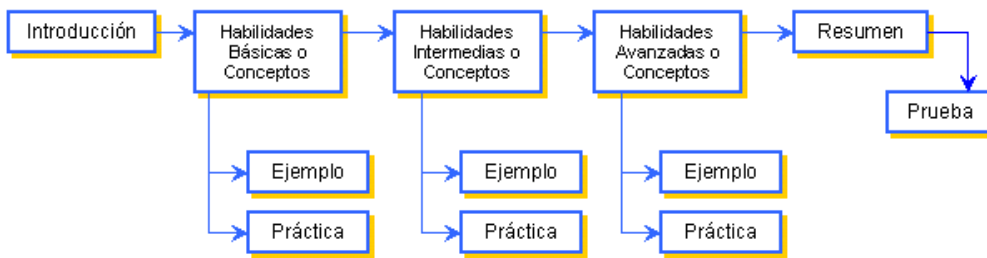 Introducción
Habilidades
Básicas o
Conceptos
Habilidades
Intermedias o
Conceptos
Habilidades
Avanzadas o
Conceptos
Resumen
Prueba
Ejemplo
Ejemplo
Ejemplo
Práctica
Práctica
Práctica